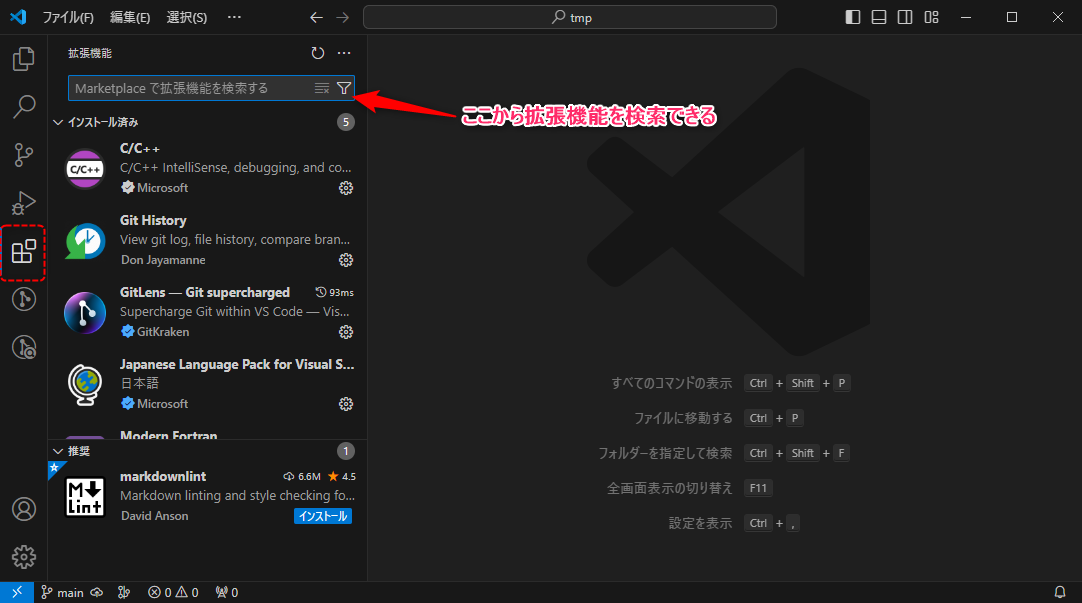 ファイル(F) 編集(E) 選択(S) ··· tmp
拡張機能
Marketplace で拡張機能を検索する
ここから拡張機能を検索できる
インストール済み 5
C/C++
C/C++
C/C++ IntelliSense, debugging, and co...
Microsoft
Git History
View git log, file history, compare bran...
Don Jayamanne
GitLens — Git supercharged 93ms
Supercharge Git within VS Code — Vis...
GitKraken
Japanese Language Pack for Visual S...
日本語
Microsoft
Modern Fortran
推奨 1
M Lint
markdownlint 6.6M 4.5
Markdown linting and style checking fo...
David Anson インストール
すべてのコマンドの表示 Ctrl + Shift + P
ファイルに移動する Ctrl + P
フォルダーを指定して検索 Ctrl + Shift + F
全画面表示の切り替え F11
設定を表示 Ctrl + ,
main 0 0 0